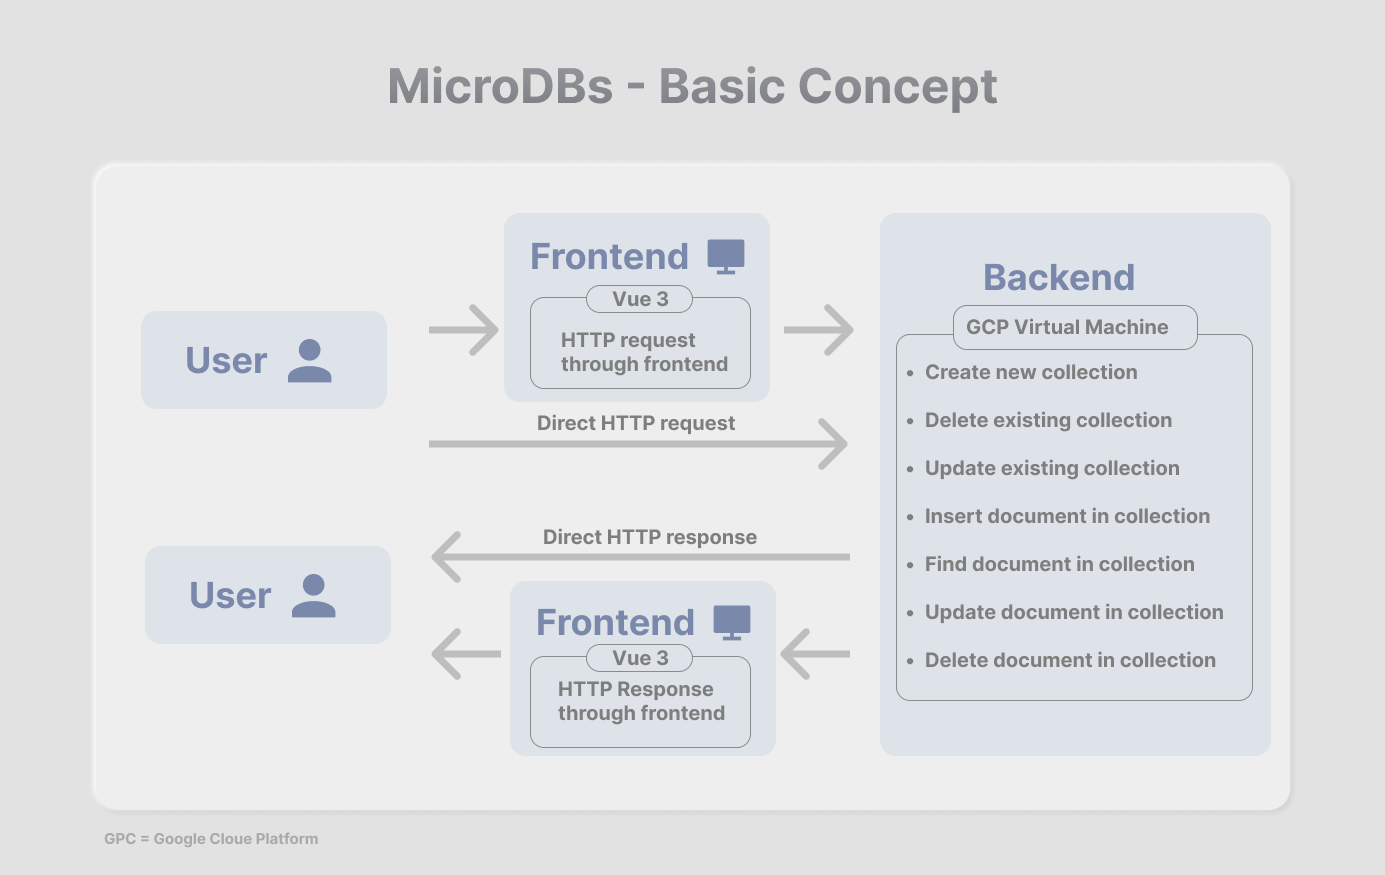 MicroDBs - Basic Concept
User
Frontend
Vue 3
HTTP request
through frontend
Direct HTTP request
Direct HTTP response
User
Frontend
Vue 3
HTTP Response
through frontend
Backend
GCP Virtual Machine
• Create new collection
• Delete existing collection
• Update existing collection
• Insert document in collection
• Find document in collection
• Update document in collection
• Delete document in collection
GPC = Google Cloue Platform